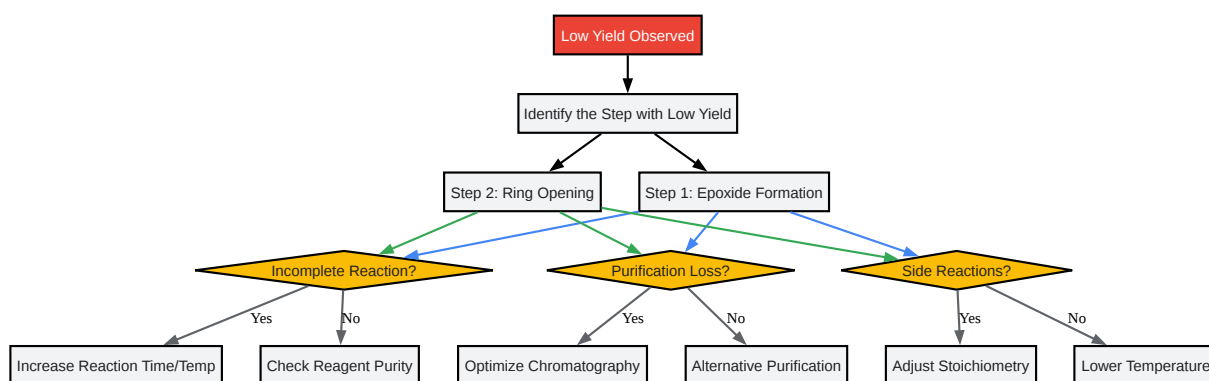 Low Yield Observed
Identify the Step with Low Yield
Step 2: Ring Opening
Step 1: Epoxide Formation
Incomplete Reaction?
Purification Loss?
Side Reactions?
Yes
No
Yes
No
Yes
No
Increase Reaction Time/Temp
Check Reagent Purity
Optimize Chromatography
Alternative Purification
Adjust Stoichiometry
Lower Temperature